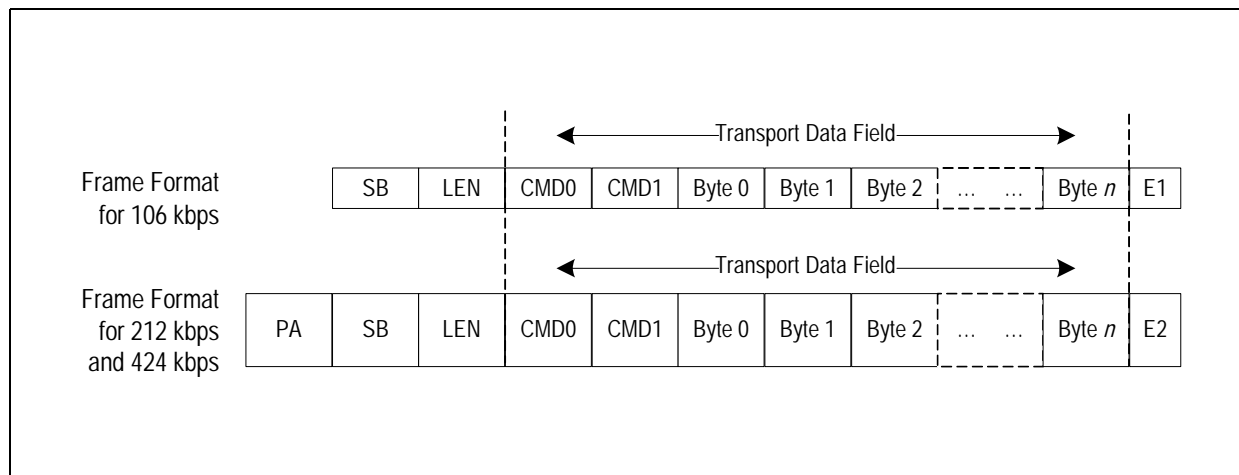 Transport Data Field
Frame Format
for 106 kbps
SB LEN CMD0 CMD1 Byte 0 Byte 1 Byte 2 ... ... Byte n E1
Transport Data Field
Frame Format
for 212 kbps
and 424 kbps
PA SB LEN CMD0 CMD1 Byte 0 Byte 1 Byte 2 ... ... Byte n E2